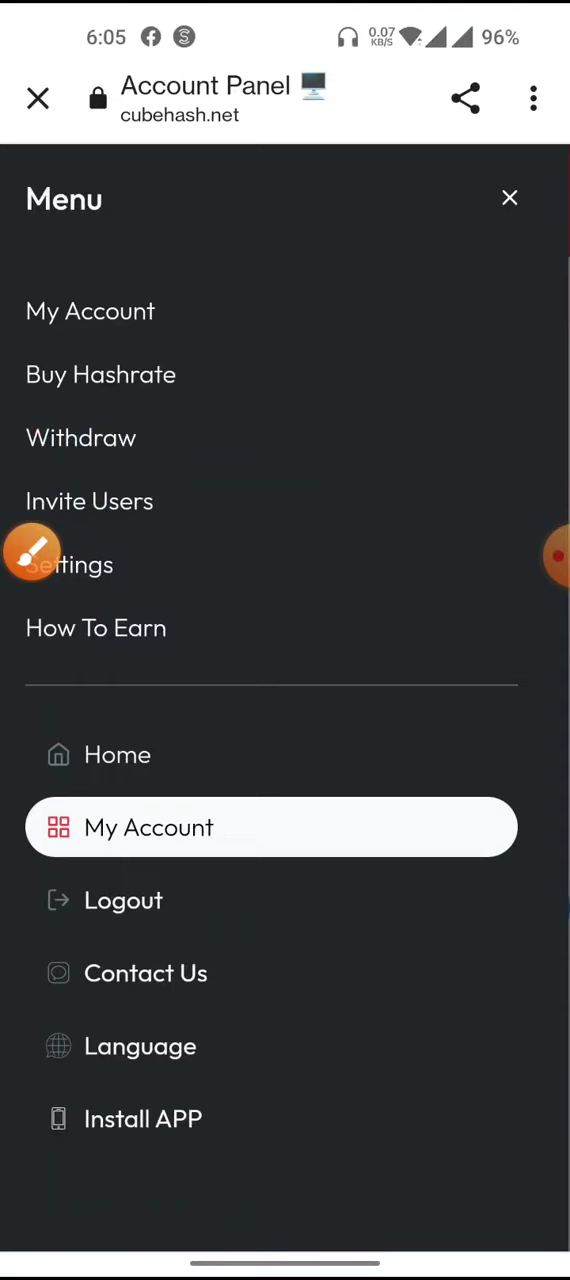 6:05
0.07
KB/S
96%
Account Panel 🖥️
cubehash.net
Menu
My Account
Buy Hashrate
Withdraw
Invite Users
Settings
How To Earn
Home
My Account
Logout
Contact Us
Language
Install APP